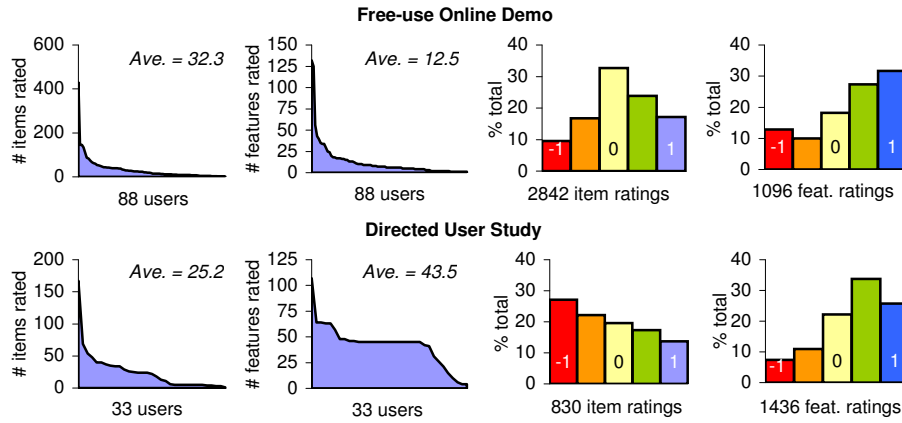 Free-use Online Demo
# items rated
600
400
200
0
Ave. = 32.3
88 users
# features rated
150
125
100
75
50
25
0
Ave. = 12.5
88 users
% total
40
30
20
10
0
-1
0
1
2842 item ratings
% total
40
30
20
10
0
-1
0
1
1096 feat. ratings
Directed User Study
# items rated
200
150
100
50
0
Ave. = 25.2
33 users
# features rated
125
100
75
50
25
0
Ave. = 43.5
33 users
% total
40
30
20
10
0
-1
0
1
830 item ratings
% total
40
30
20
10
0
-1
0
1
1436 feat. ratings